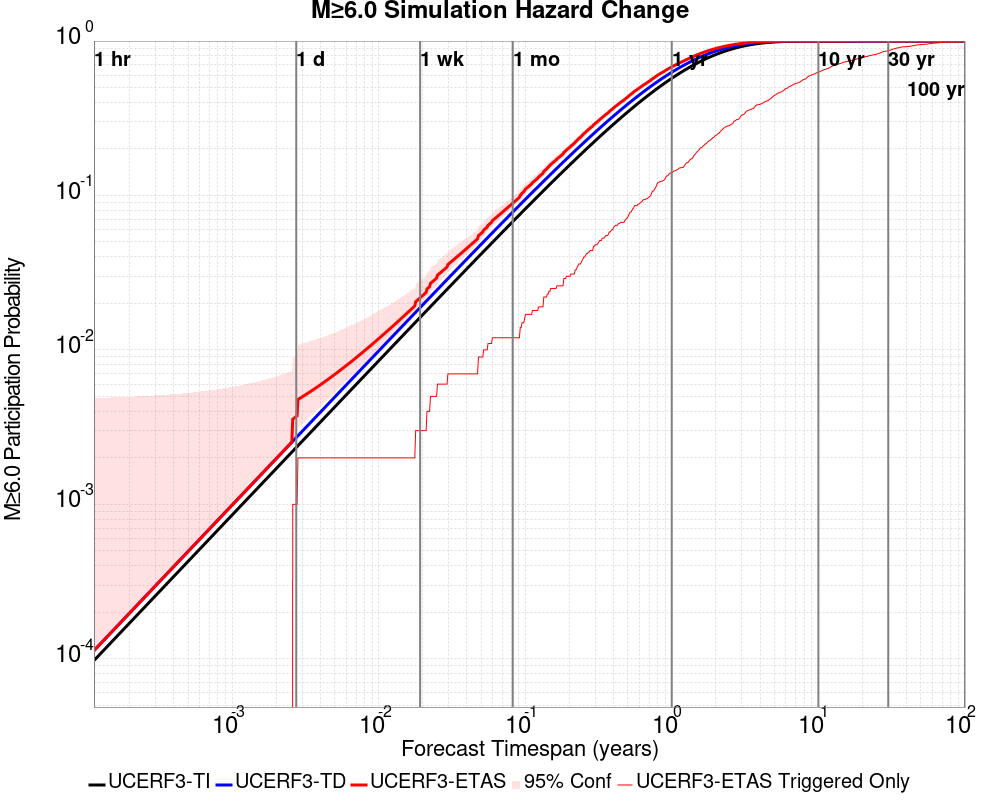 M≥6.0 Simulation Hazard Change
10^0
1 hr
1 d
1 wk
1 mo
1 yr
10 yr
30 yr
100 yr
10^-1
10^-2
10^-3
10^-4
M≥6.0 Participation Probability
10^-3
10^-2
10^-1
10^0
10^1
10^2
Forecast Timespan (years)
UCERF3-TI
UCERF3-TD
UCERF3-ETAS
95% Conf
UCERF3-ETAS Triggered Only